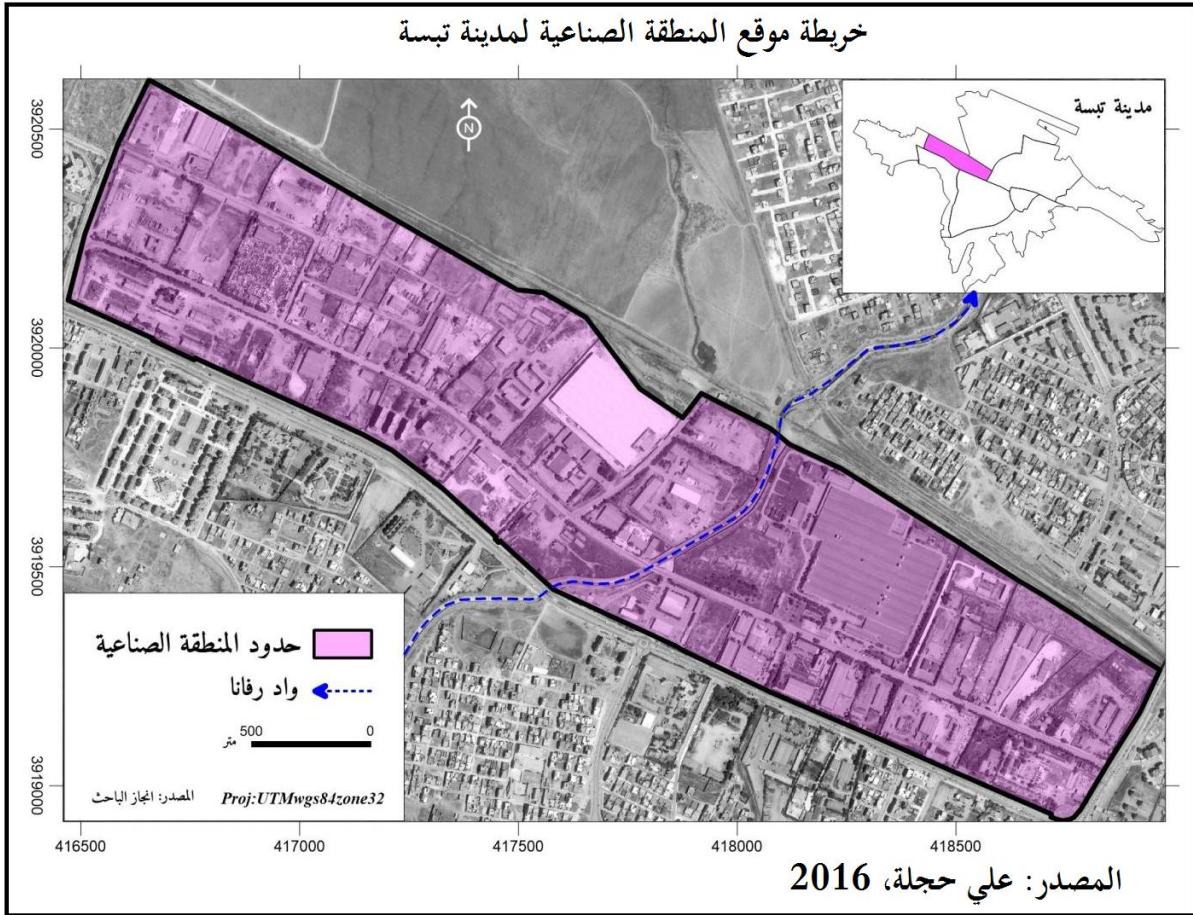 خريطة موقع المنطقة الصناعية لمدينة تبسة
مدينة تبسة
N
3920500
3920000
3919500
3919000
حدود المنطقة الصناعية
واد رفانا
0 500 متر
Proj:UTMwgs84zone32 المصدر: انجاز الباحث
416500 417000 417500 418000 418500
المصدر: علي حجلة، 2016